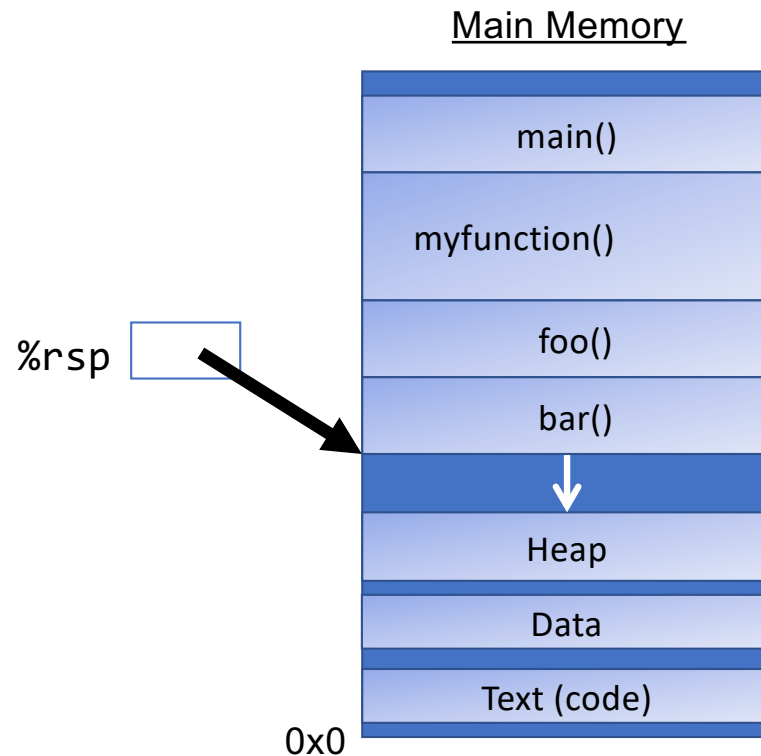 Main Memory
main()
myfunction()
%rsp
foo()
bar()
Heap
Data
Text (code)
0x0